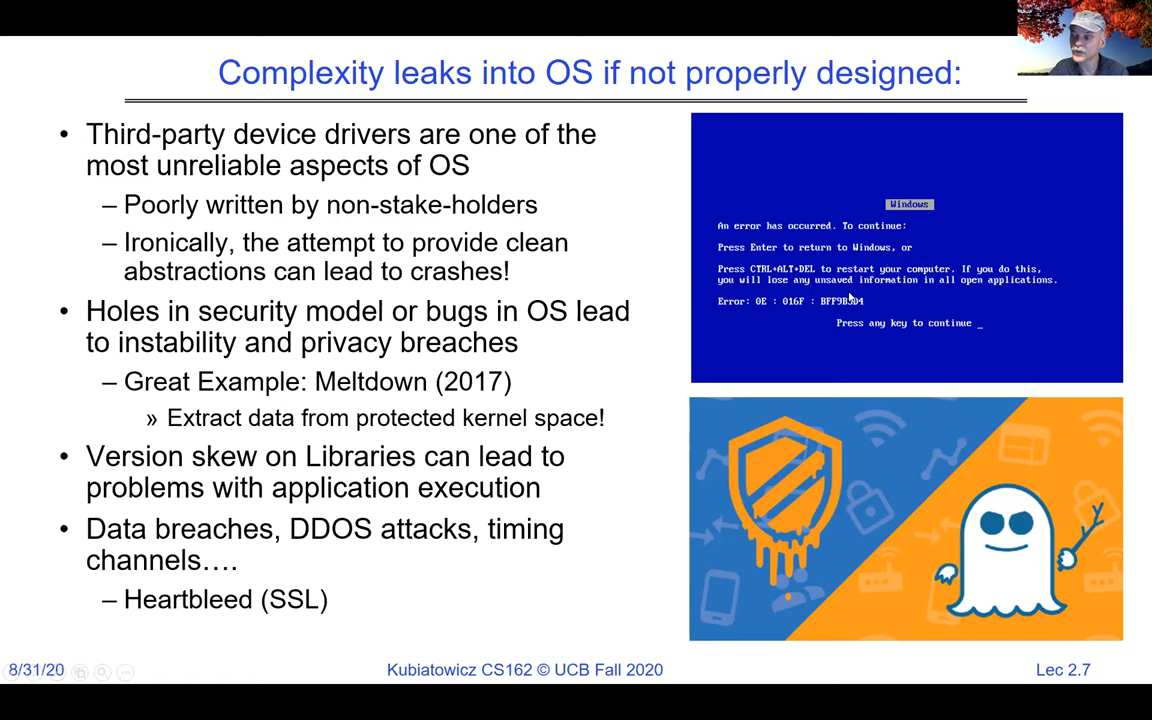 Complexity leaks into OS if not properly designed:
• Third-party device drivers are one of the
most unreliable aspects of OS
– Poorly written by non-stake-holders
– Ironically, the attempt to provide clean
abstractions can lead to crashes!
• Holes in security model or bugs in OS lead
to instability and privacy breaches
– Great Example: Meltdown (2017)
» Extract data from protected kernel space!
• Version skew on Libraries can lead to
problems with application execution
• Data breaches, DDOS attacks, timing
channels….
– Heartbleed (SSL)
Windows
An error has occurred. To continue:
Press Enter to return to Windows, or
Press CTRL+ALT+DEL to restart your computer. If you do this,
you will lose any unsaved information in all open applications.
Error: 0E : 016F :
Press any key to continue _
8/31/20
Kubiatowicz CS162 © UCB Fall 2020
Lec 2.7